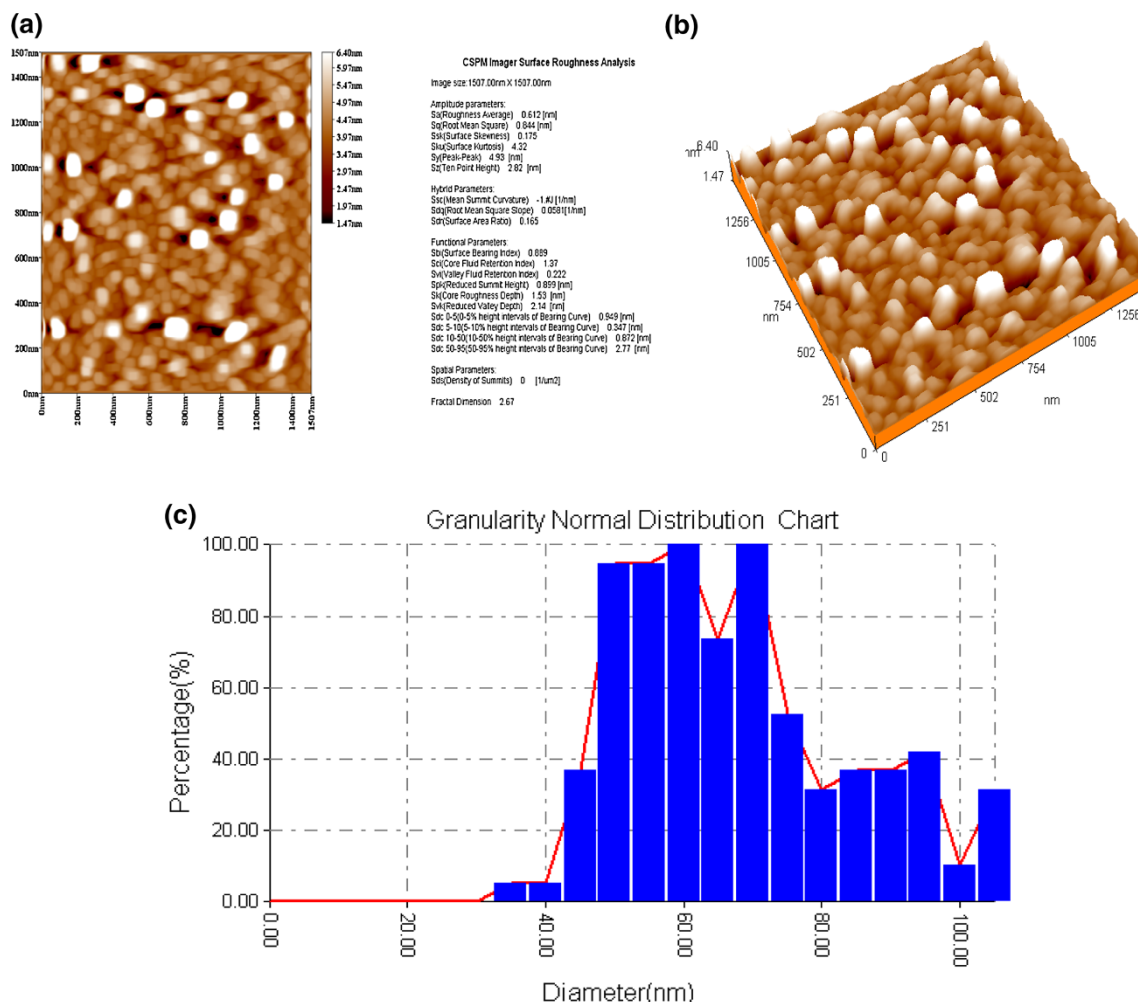 (a)
1507nm
1400nm
1200nm
1000nm
800nm
600nm
400nm
200nm
0nm
0nm
200nm
400nm
600nm
800nm
1000nm
1200nm
1400nm
1507nm
6.40nm
5.97nm
5.47nm
4.97nm
4.47nm
3.97nm
3.47nm
2.97nm
2.47nm
1.97nm
1.47nm
CSPM Imager Surface Roughness Analysis
Image size:1507.00nm X 1507.00nm
Amplitude parameters:
Sa(Roughness Average) 0.612 [nm]
Sq(Root Mean Square) 0.844 [nm]
Ssk(Surface Skewness) 0.175
Sku(Surface Kurtosis) 4.32
Sy(Peak-Peak) 4.93 [nm]
Sz(Ten Point Height) 2.82 [nm]
Hybrid Parameters:
Ssc(Mean Summit Curvature) -1.#J [1/nm]
Sdq(Root Mean Square Slope) 0.0581[1/nm]
Sdr(Surface Area Ratio) 0.165
Functional Parameters:
Sbi(Surface Bearing Index) 0.889
Sci(Core Fluid Retention Index) 1.37
Svi(Valley Fluid Retention Index) 0.222
Spk(Reduced Summit Height) 0.899 [nm]
Sk(Core Roughness Depth) 1.53 [nm]
Svk(Reduced Valley Depth) 2.14 [nm]
Sdc 0-5(0-5% height intervals of Bearing Curve) 0.949 [nm]
Sdc 5-10(5-10% height intervals of Bearing Curve) 0.347 [nm]
Sdc 10-50(10-50% height intervals of Bearing Curve) 0.872 [nm]
Sdc 50-95(50-95% height intervals of Bearing Curve) 2.77 [nm]
Spatial Parameters:
Sds(Density of Summits) 0 [1/um2]
Fractal Dimension 2.67
(b)
6.40
nm
1.47
1256
1005
754
nm
502
251
0
0
251
502
754
nm
1005
1256
(c)
Granularity Normal Distribution Chart
100.00
80.00
60.00
40.00
20.00
0.00
Percentage(%)
0.00
20.00
40.00
60.00
80.00
100.00
Diameter(nm)